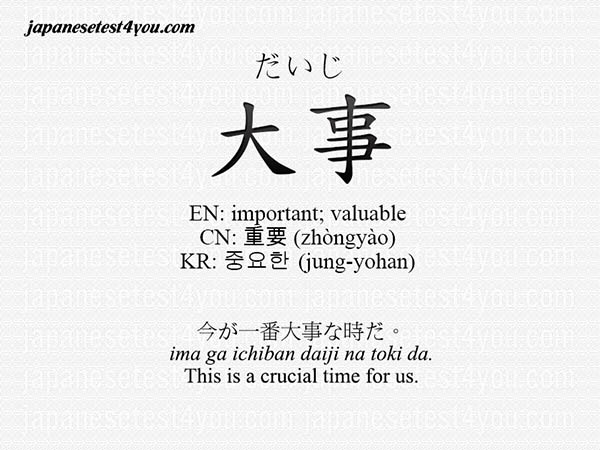 japanesetest4you.com
だいじ
大事
EN: important; valuable
CN: 重要 (zhòngyào)
KR: 중요한 (jung-yohan)
今が一番大事な時だ。
ima ga ichiban daiji na toki da.
This is a crucial time for us.